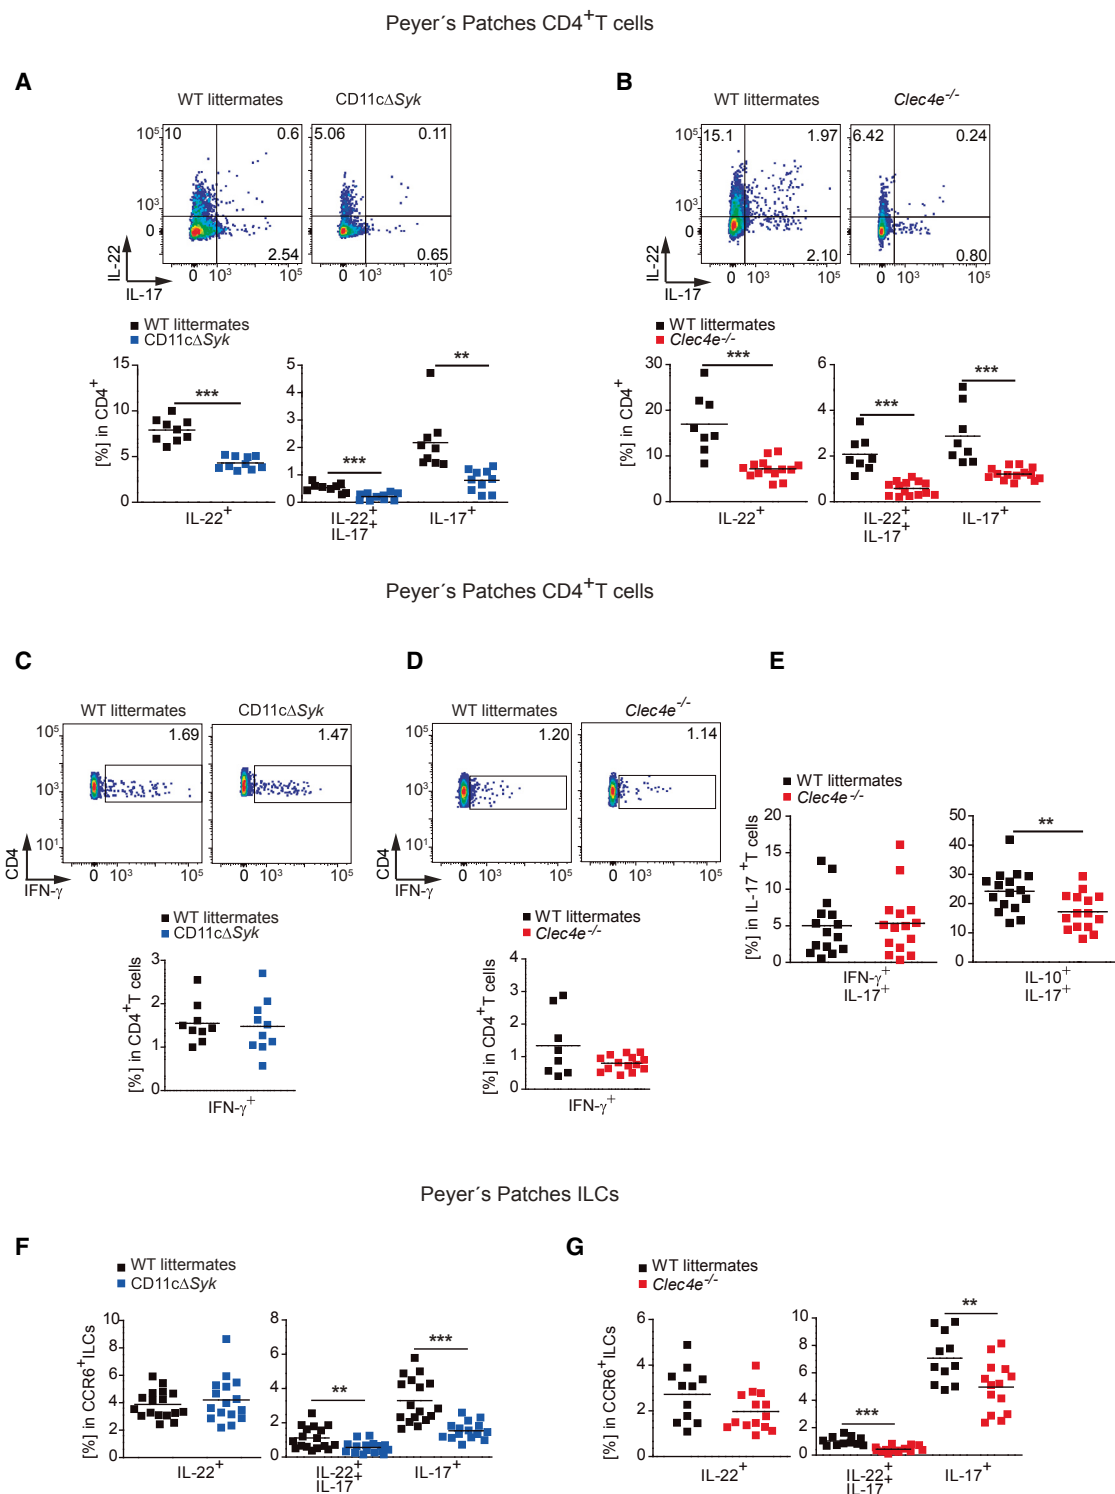 Peyer´s Patches CD4+T cells
A
B
WT littermates
CD11cΔSyk
WT littermates
Clec4e-/-
10⁵
10
0.6
5.06
0.11
10⁵
15.1
1.97
6.42
0.24
10³
10³
0
0
2.54
0.65
2.10
0.80
IL-22
0 10³ 10⁵
0 10³ 10⁵
IL-22
0 10³ 10⁵
0 10³ 10⁵
IL-17
IL-17
WT littermates
CD11cΔSyk
WT littermates
Clec4e-/-
[%] in CD4+
15
10
5
0
***
IL-22+
5
4
3
2
1
0
***
**
IL-22+
IL-17+
IL-17+
[%] in CD4+
30
20
10
0
***
IL-22+
6
4
2
0
***
***
IL-22+
IL-17+
IL-17+
Peyer´s Patches CD4+T cells
C
D
E
WT littermates
CD11cΔSyk
WT littermates
Clec4e-/-
10⁵
1.69
1.47
10⁵
1.20
1.14
10³
10³
10¹
10¹
CD4
0 10³ 10⁵
0 10³ 10⁵
CD4
0 10³ 10⁵
0 10³ 10⁵
IFN-γ
IFN-γ
WT littermates
CD11cΔSyk
[%] in CD4+T cells
3
2
1
0
IFN-γ+
WT littermates
Clec4e-/-
[%] in CD4+T cells
4
3
2
1
0
IFN-γ+
WT littermates
Clec4e-/-
[%] in IL-17+T cells
20
15
10
5
0
IFN-γ+
IL-17+
50
40
30
20
10
0
**
IL-10+
IL-17+
Peyer´s Patches ILCs
F
G
WT littermates
CD11cΔSyk
[%] in CCR6+ILCs
10
8
6
4
2
0
IL-22+
8
6
4
2
0
**
***
IL-22+
IL-17+
IL-17+
WT littermates
Clec4e-/-
[%] in CCR6+ILCs
6
4
2
0
IL-22+
10
8
6
4
2
0
***
**
IL-22+
IL-17+
IL-17+